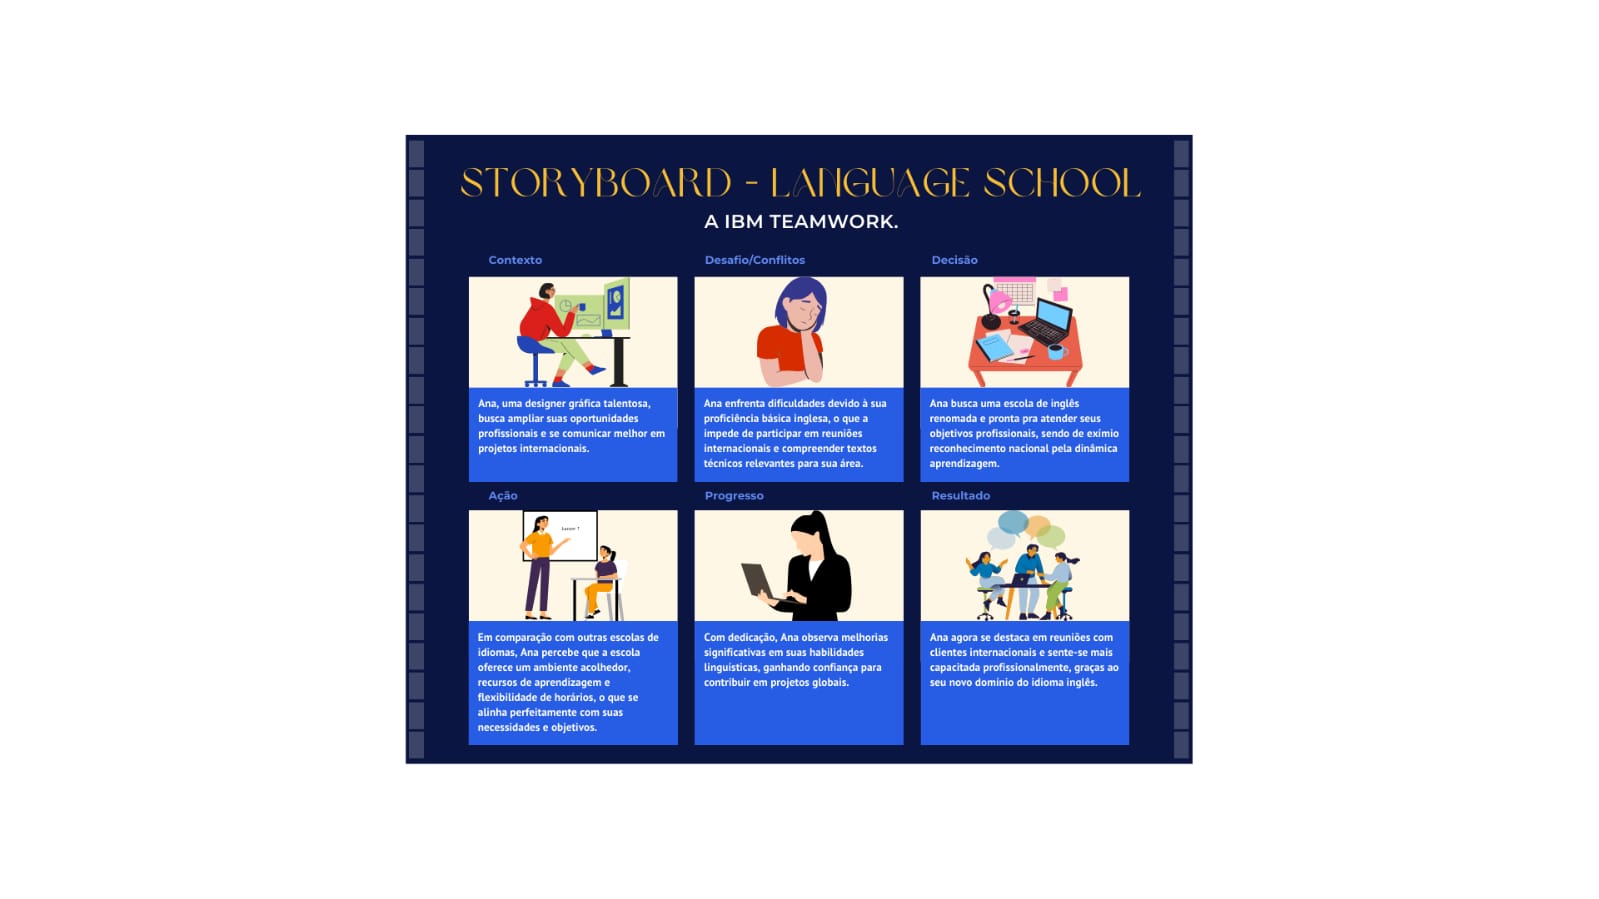 STORYBOARD - LANGUAGE SCHOOL
A IBM TEAMWORK.
Contexto
Ana, uma designer gráfica talentosa,
busca ampliar suas oportunidades
profissionais e se comunicar melhor em
projetos internacionais.
Desafio/Conflitos
Ana enfrenta dificuldades devido à sua
proficiência básica inglesa, o que a
impede de participar em reuniões
internacionais e compreender textos
técnicos relevantes para sua área.
Decisão
Ana busca uma escola de inglês
renomada e pronta pra atender seus
objetivos profissionais, sendo de exímio
reconhecimento nacional pela dinâmica
aprendizagem.
Ação
Em comparação com outras escolas de
idiomas, Ana percebe que a escola
oferece um ambiente acolhedor,
recursos de aprendizagem e
flexibilidade de horários, o que se
alinha perfeitamente com suas
necessidades e objetivos.
Progresso
Com dedicação, Ana observa melhorias
significativas em suas habilidades
linguísticas, ganhando confiança para
contribuir em projetos globais.
Resultado
Ana agora se destaca em reuniões com
clientes internacionais e sente-se mais
capacitada profissionalmente, graças ao
seu novo domínio do idioma inglês.